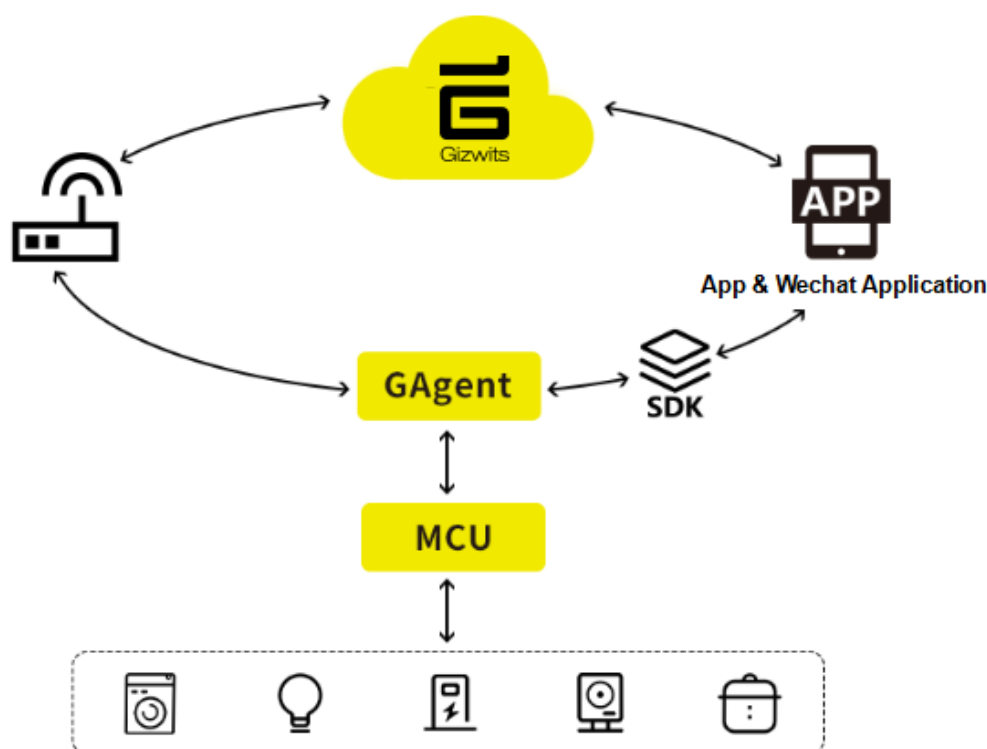 Gizwits
APP
App & Wechat Application
GAgent
SDK
MCU